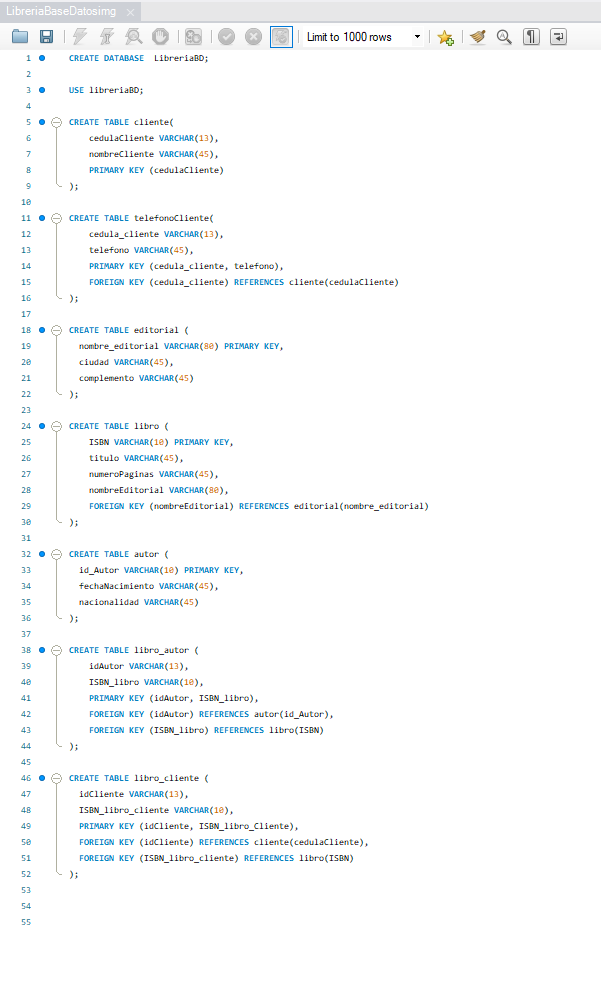 LibreriaBaseDatosimg ×
Limit to 1000 rows
1 CREATE DATABASE  LibreriaBD;
2
3 USE libreriaBD;
4
5 CREATE TABLE cliente(
6 cedulaCliente VARCHAR(13),
7 nombreCliente VARCHAR(45),
8 PRIMARY KEY (cedulaCliente)
9 );
10
11 CREATE TABLE telefonoCliente(
12 cedula_cliente VARCHAR(13),
13 telefono VARCHAR(45),
14 PRIMARY KEY (cedula_cliente, telefono),
15 FOREIGN KEY (cedula_cliente) REFERENCES cliente(cedulaCliente)
16 );
17
18 CREATE TABLE editorial (
19 nombre_editorial VARCHAR(80) PRIMARY KEY,
20 ciudad VARCHAR(45),
21 complemento VARCHAR(45)
22 );
23
24 CREATE TABLE libro (
25 ISBN VARCHAR(10) PRIMARY KEY,
26 titulo VARCHAR(45),
27 numeroPaginas VARCHAR(45),
28 nombreEditorial VARCHAR(80),
29 FOREIGN KEY (nombreEditorial) REFERENCES editorial(nombre_editorial)
30 );
31
32 CREATE TABLE autor (
33 id_Autor VARCHAR(10) PRIMARY KEY,
34 fechaNacimiento VARCHAR(45),
35 nacionalidad VARCHAR(45)
36 );
37
38 CREATE TABLE libro_autor (
39 idAutor VARCHAR(13),
40 ISBN_libro VARCHAR(10),
41 PRIMARY KEY (idAutor, ISBN_libro),
42 FOREIGN KEY (idAutor) REFERENCES autor(id_Autor),
43 FOREIGN KEY (ISBN_libro) REFERENCES libro(ISBN)
44 );
45
46 CREATE TABLE libro_cliente (
47 idCliente VARCHAR(13),
48 ISBN_libro_cliente VARCHAR(10),
49 PRIMARY KEY (idCliente, ISBN_libro_Cliente),
50 FOREIGN KEY (idCliente) REFERENCES cliente(cedulaCliente),
51 FOREIGN KEY (ISBN_libro_cliente) REFERENCES libro(ISBN)
52 );
53
54
55